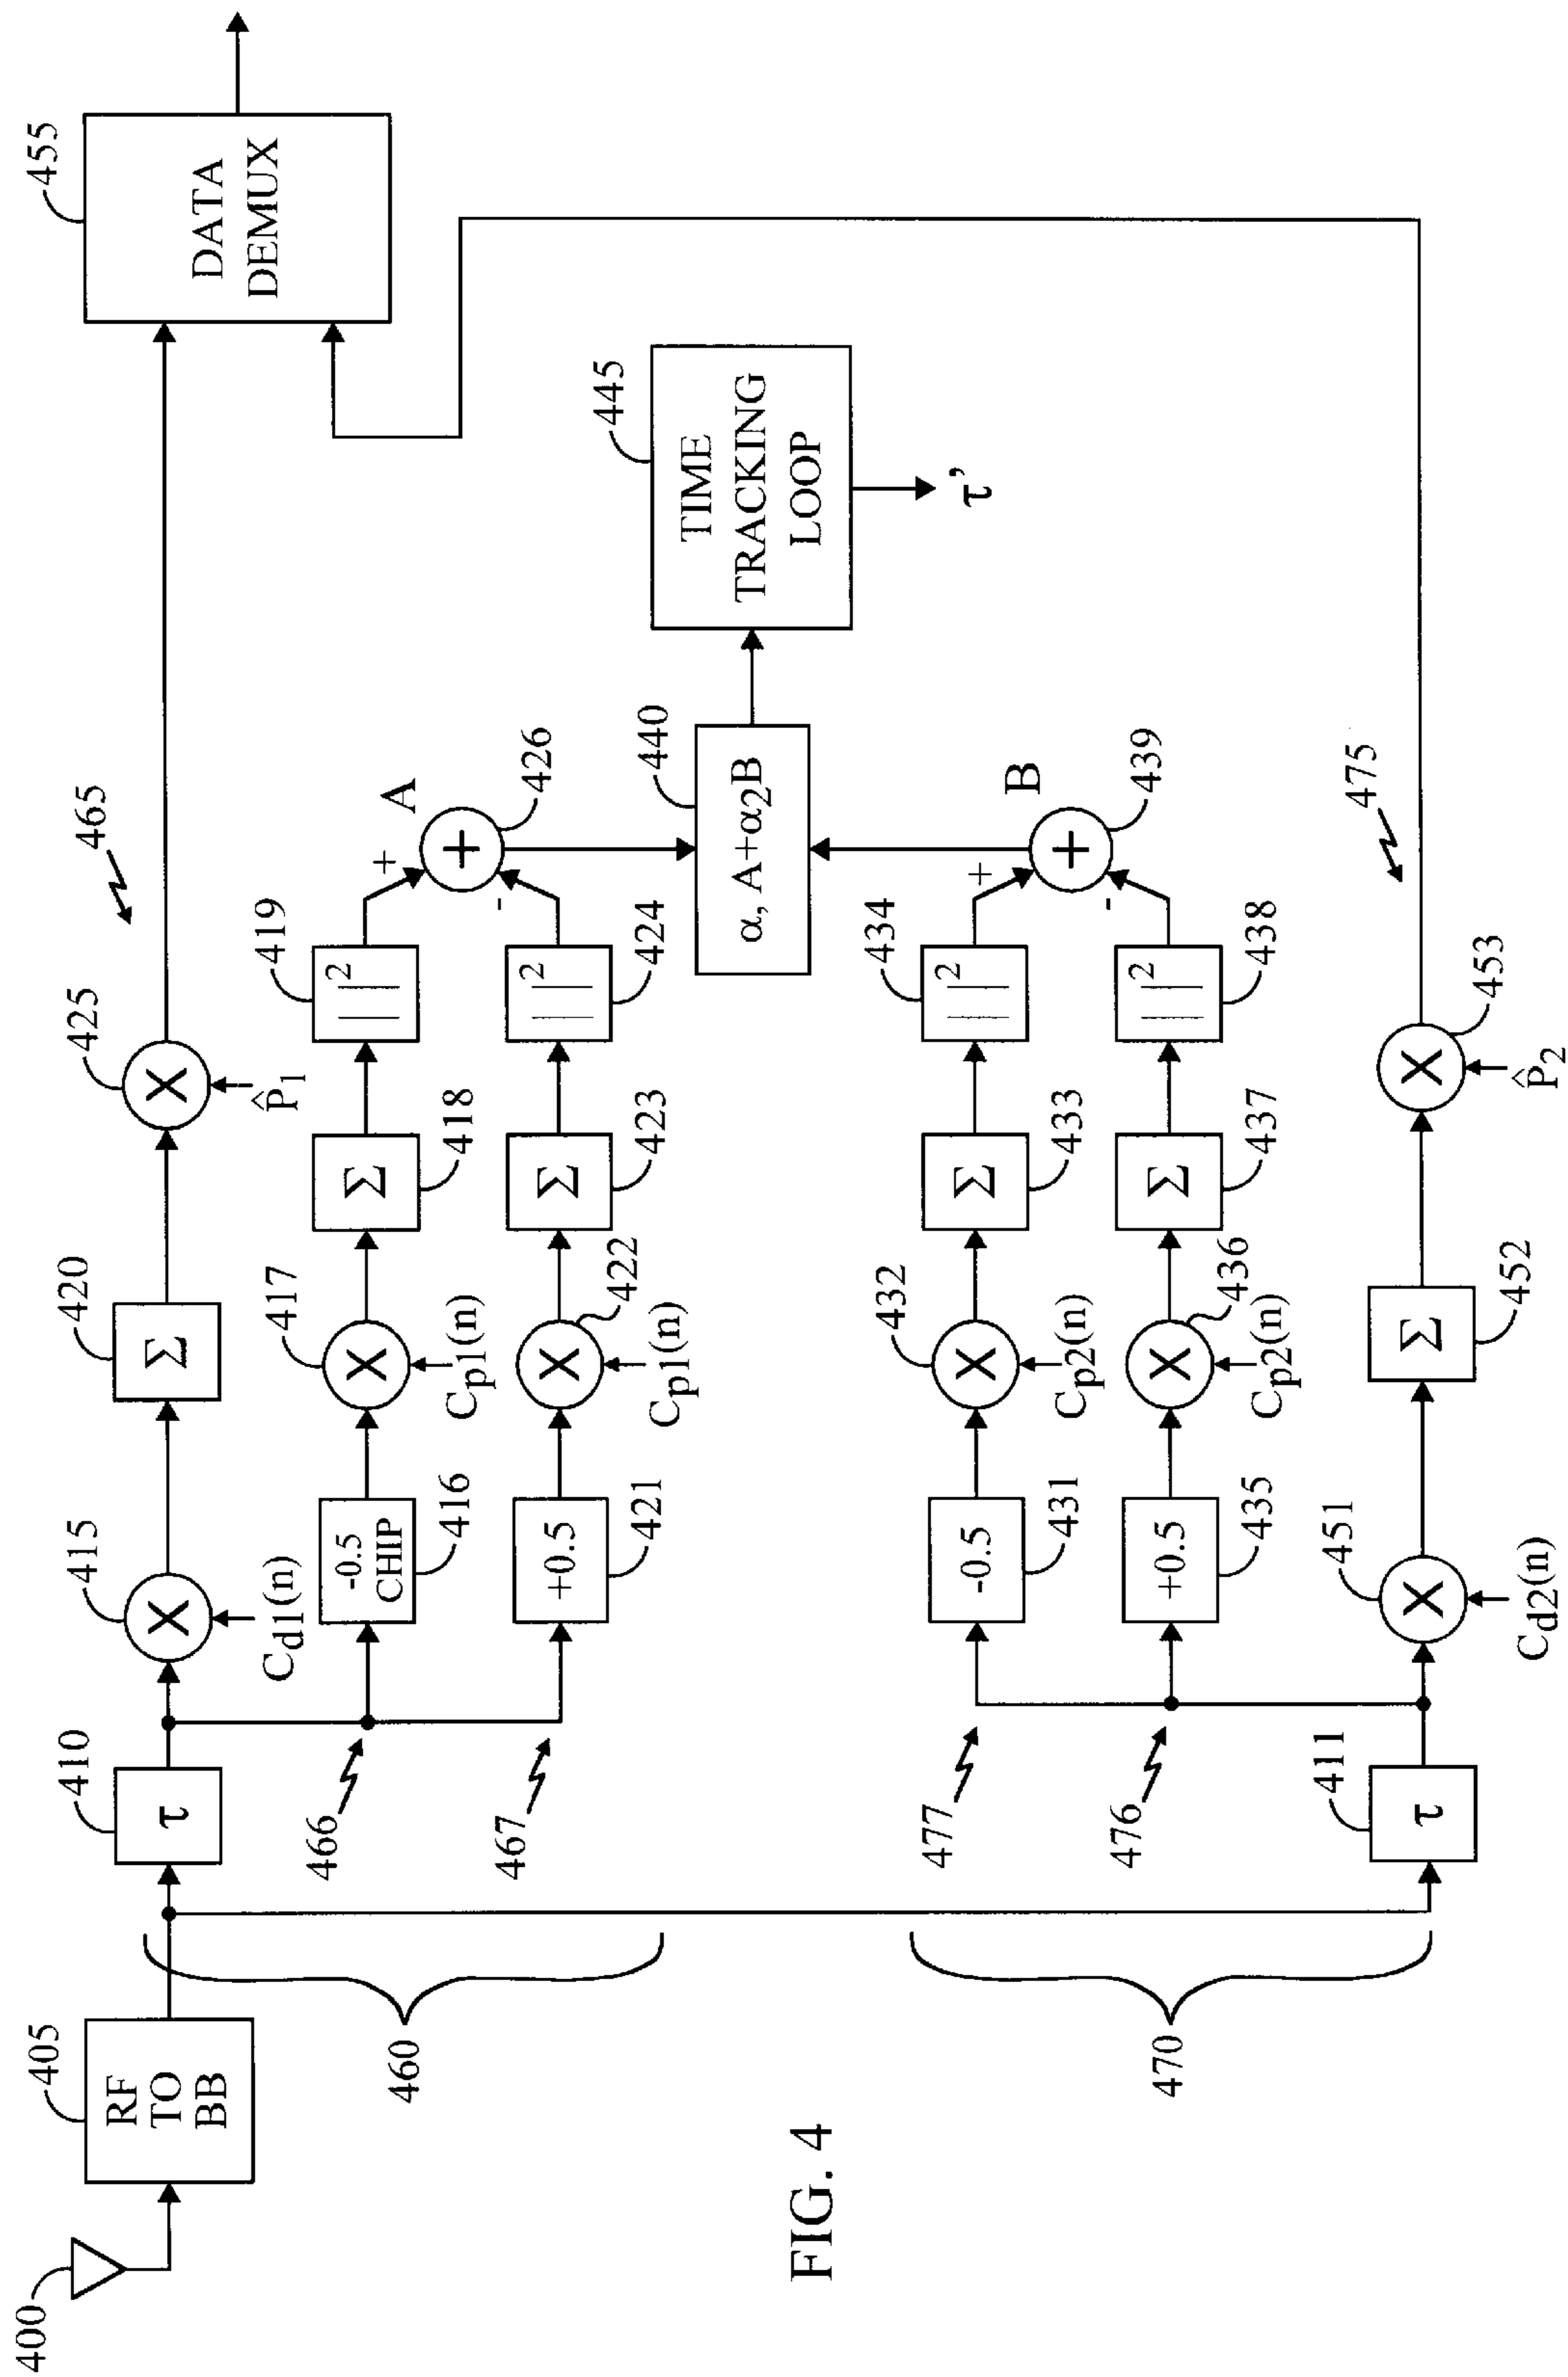 400
405
RF
TO
BB
460
470
410
τ
466
467
477
476
411
τ
415
X
Cd1(n)
-0.5
CHIP
416
+0.5
421
-0.5
431
+0.5
435
451
X
Cd2(n)
420
Σ
417
X
Cp1(n)
422
X
Cp1(n)
432
X
Cp2(n)
436
X
Cp2(n)
Σ
452
425
X
P̂1
Σ
418
Σ
423
Σ
433
Σ
437
453
X
P̂2
465
419
||²
||²
424
434
||²
||²
438
475
A
+
-
+
426
440
α, A+α2B
B
+
-
+
439
445
TIME
TRACKING
LOOP
τ'
455
DATA
DEMUX
FIG. 4